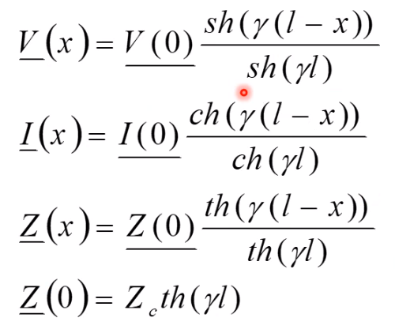 V(x) = V(0) sh(γ(l − x)) / sh(γl)
I(x) = I(0) ch(γ(l − x)) / ch(γl)
Z(x) = Z(0) th(γ(l − x)) / th(γl)
Z(0) = Z_c th(γl)